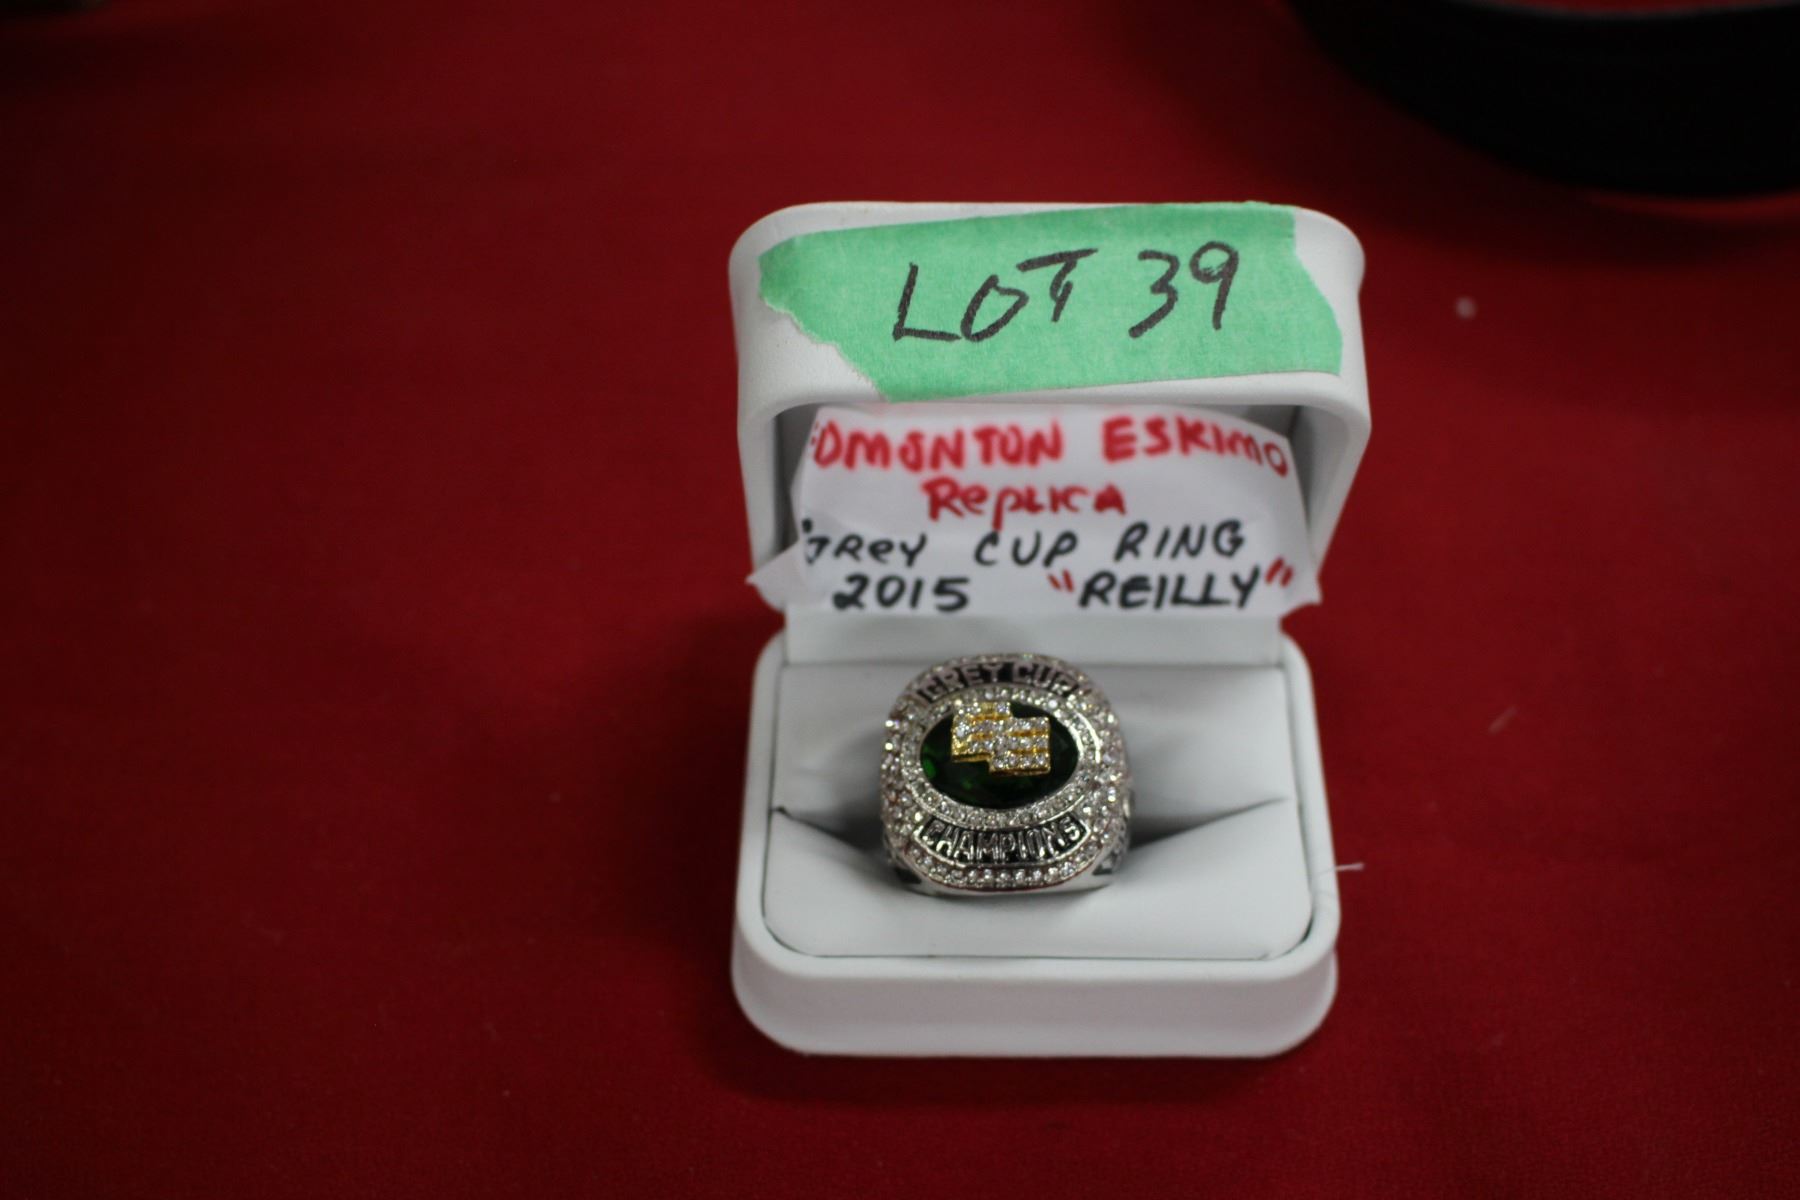 LOT 39
EDMONTON ESKIMO
REPLICA
GREY CUP RING
2015 "REILLY"
GREY CUP
CHAMPIONS